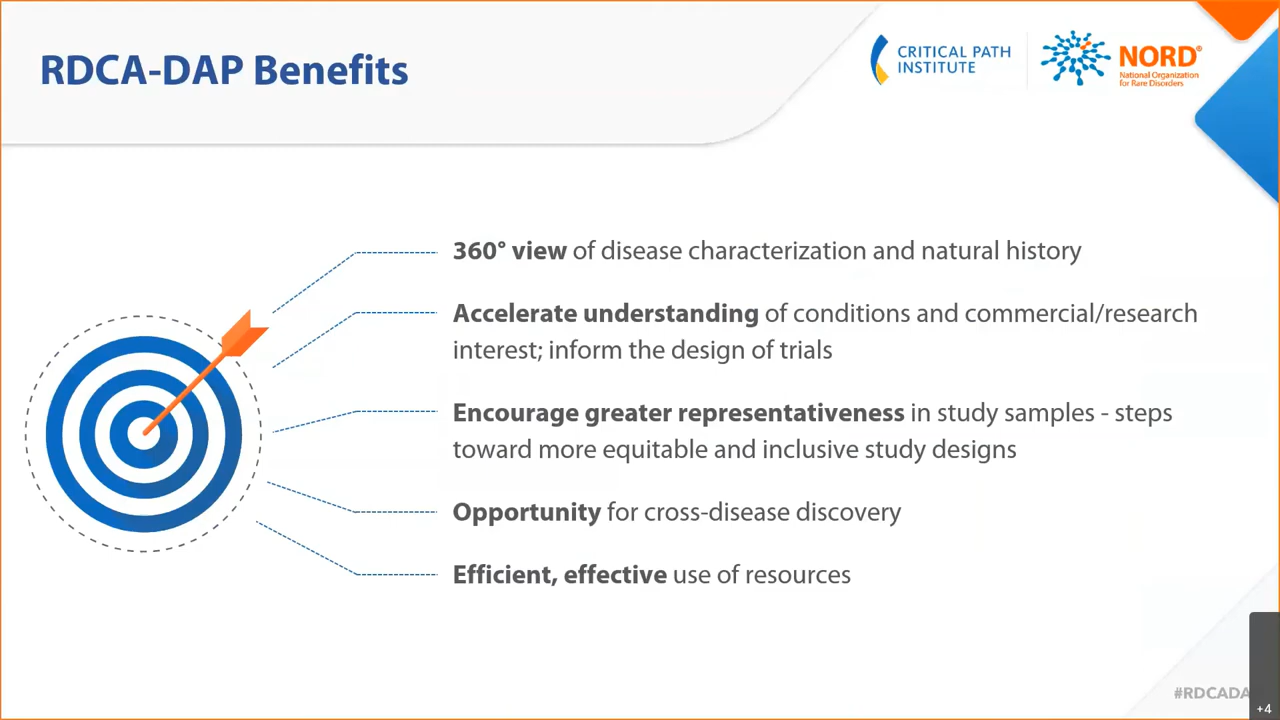 RDCA-DAP Benefits
CRITICAL PATH
INSTITUTE
NORD®
National Organization
for Rare Disorders
360° view of disease characterization and natural history
Accelerate understanding of conditions and commercial/research
interest; inform the design of trials
Encourage greater representativeness in study samples - steps
toward more equitable and inclusive study designs
Opportunity for cross-disease discovery
Efficient, effective use of resources
#RDCADA
+4